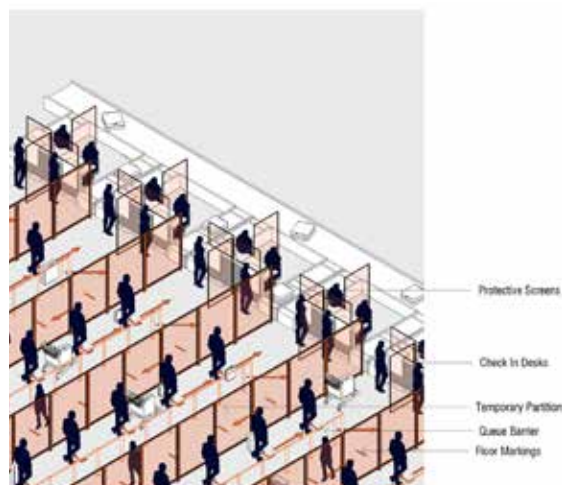 Protective Screens
Check In Desks
Temporary Partition
Queue Barrier
Floor Markings